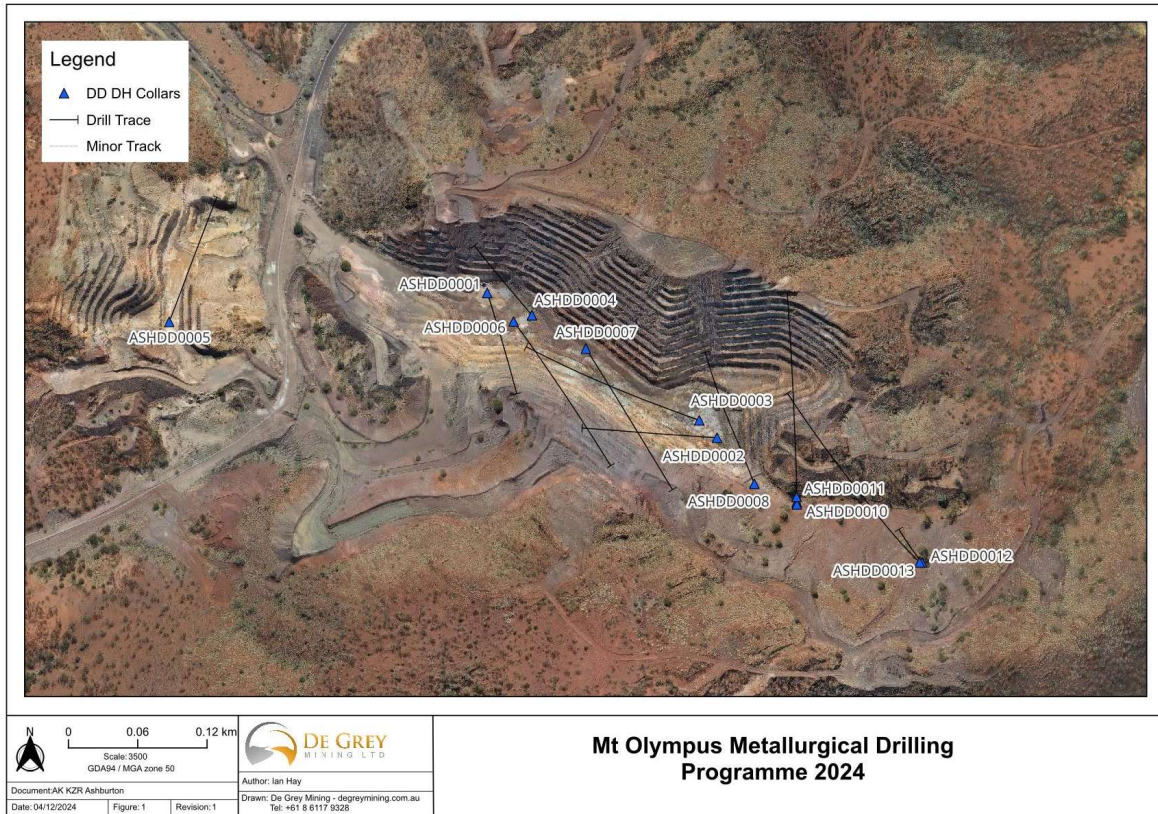 Legend
DD DH Collars
Drill Trace
Minor Track
ASHDD0001
ASHDD0004
ASHDD0006
ASHDD0007
ASHDD0005
ASHDD0003
ASHDD0002
ASHDD0008
ASHDD0011
ASHDD0010
ASHDD0012
ASHDD0013
N
0 0.06 0.12 km
Scale:3500
GDA94 / MGA zone 50
Document:AK KZR Ashburton
Date: 04/12/2024 Figure: 1 Revision:1
DE GREY
MINING LTD
Author: Ian Hay
Drawn: De Grey Mining - degreymining.com.au
Tel: +61 8 6117 9328
Mt Olympus Metallurgical Drilling
Programme 2024